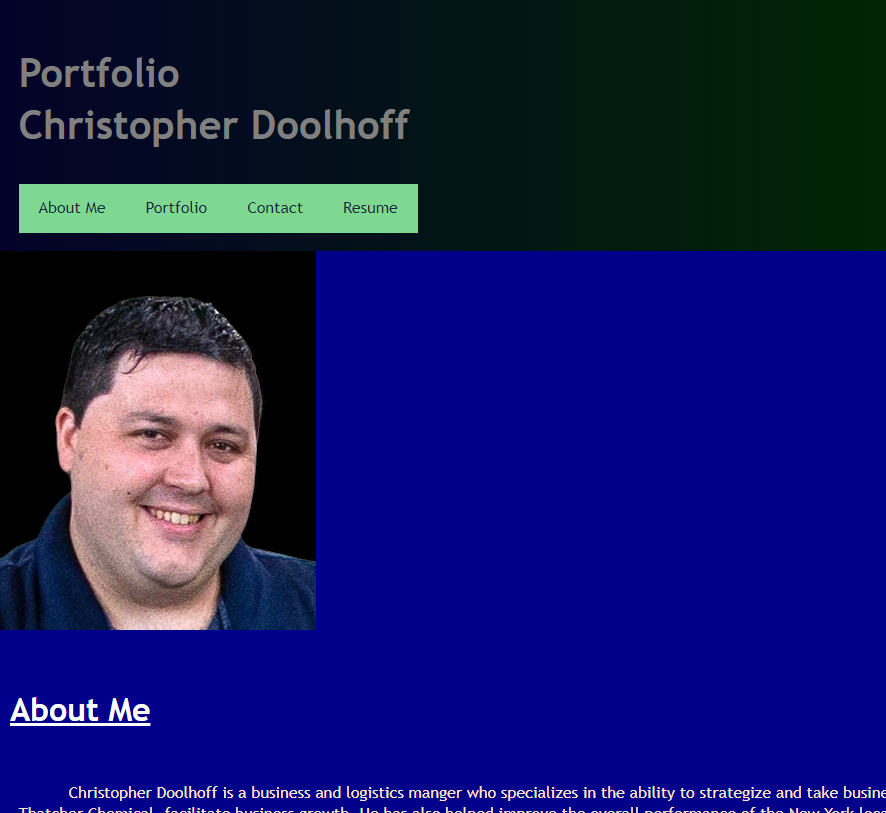 Portfolio
Christopher Doolhoff
About Me Portfolio Contact Resume
About Me
Christopher Doolhoff is a business and logistics manger who specializes in the ability to strategize and take busine
Thatcher Chemical, facilitate business growth. He has also helped improve the overall performance of the New York loca